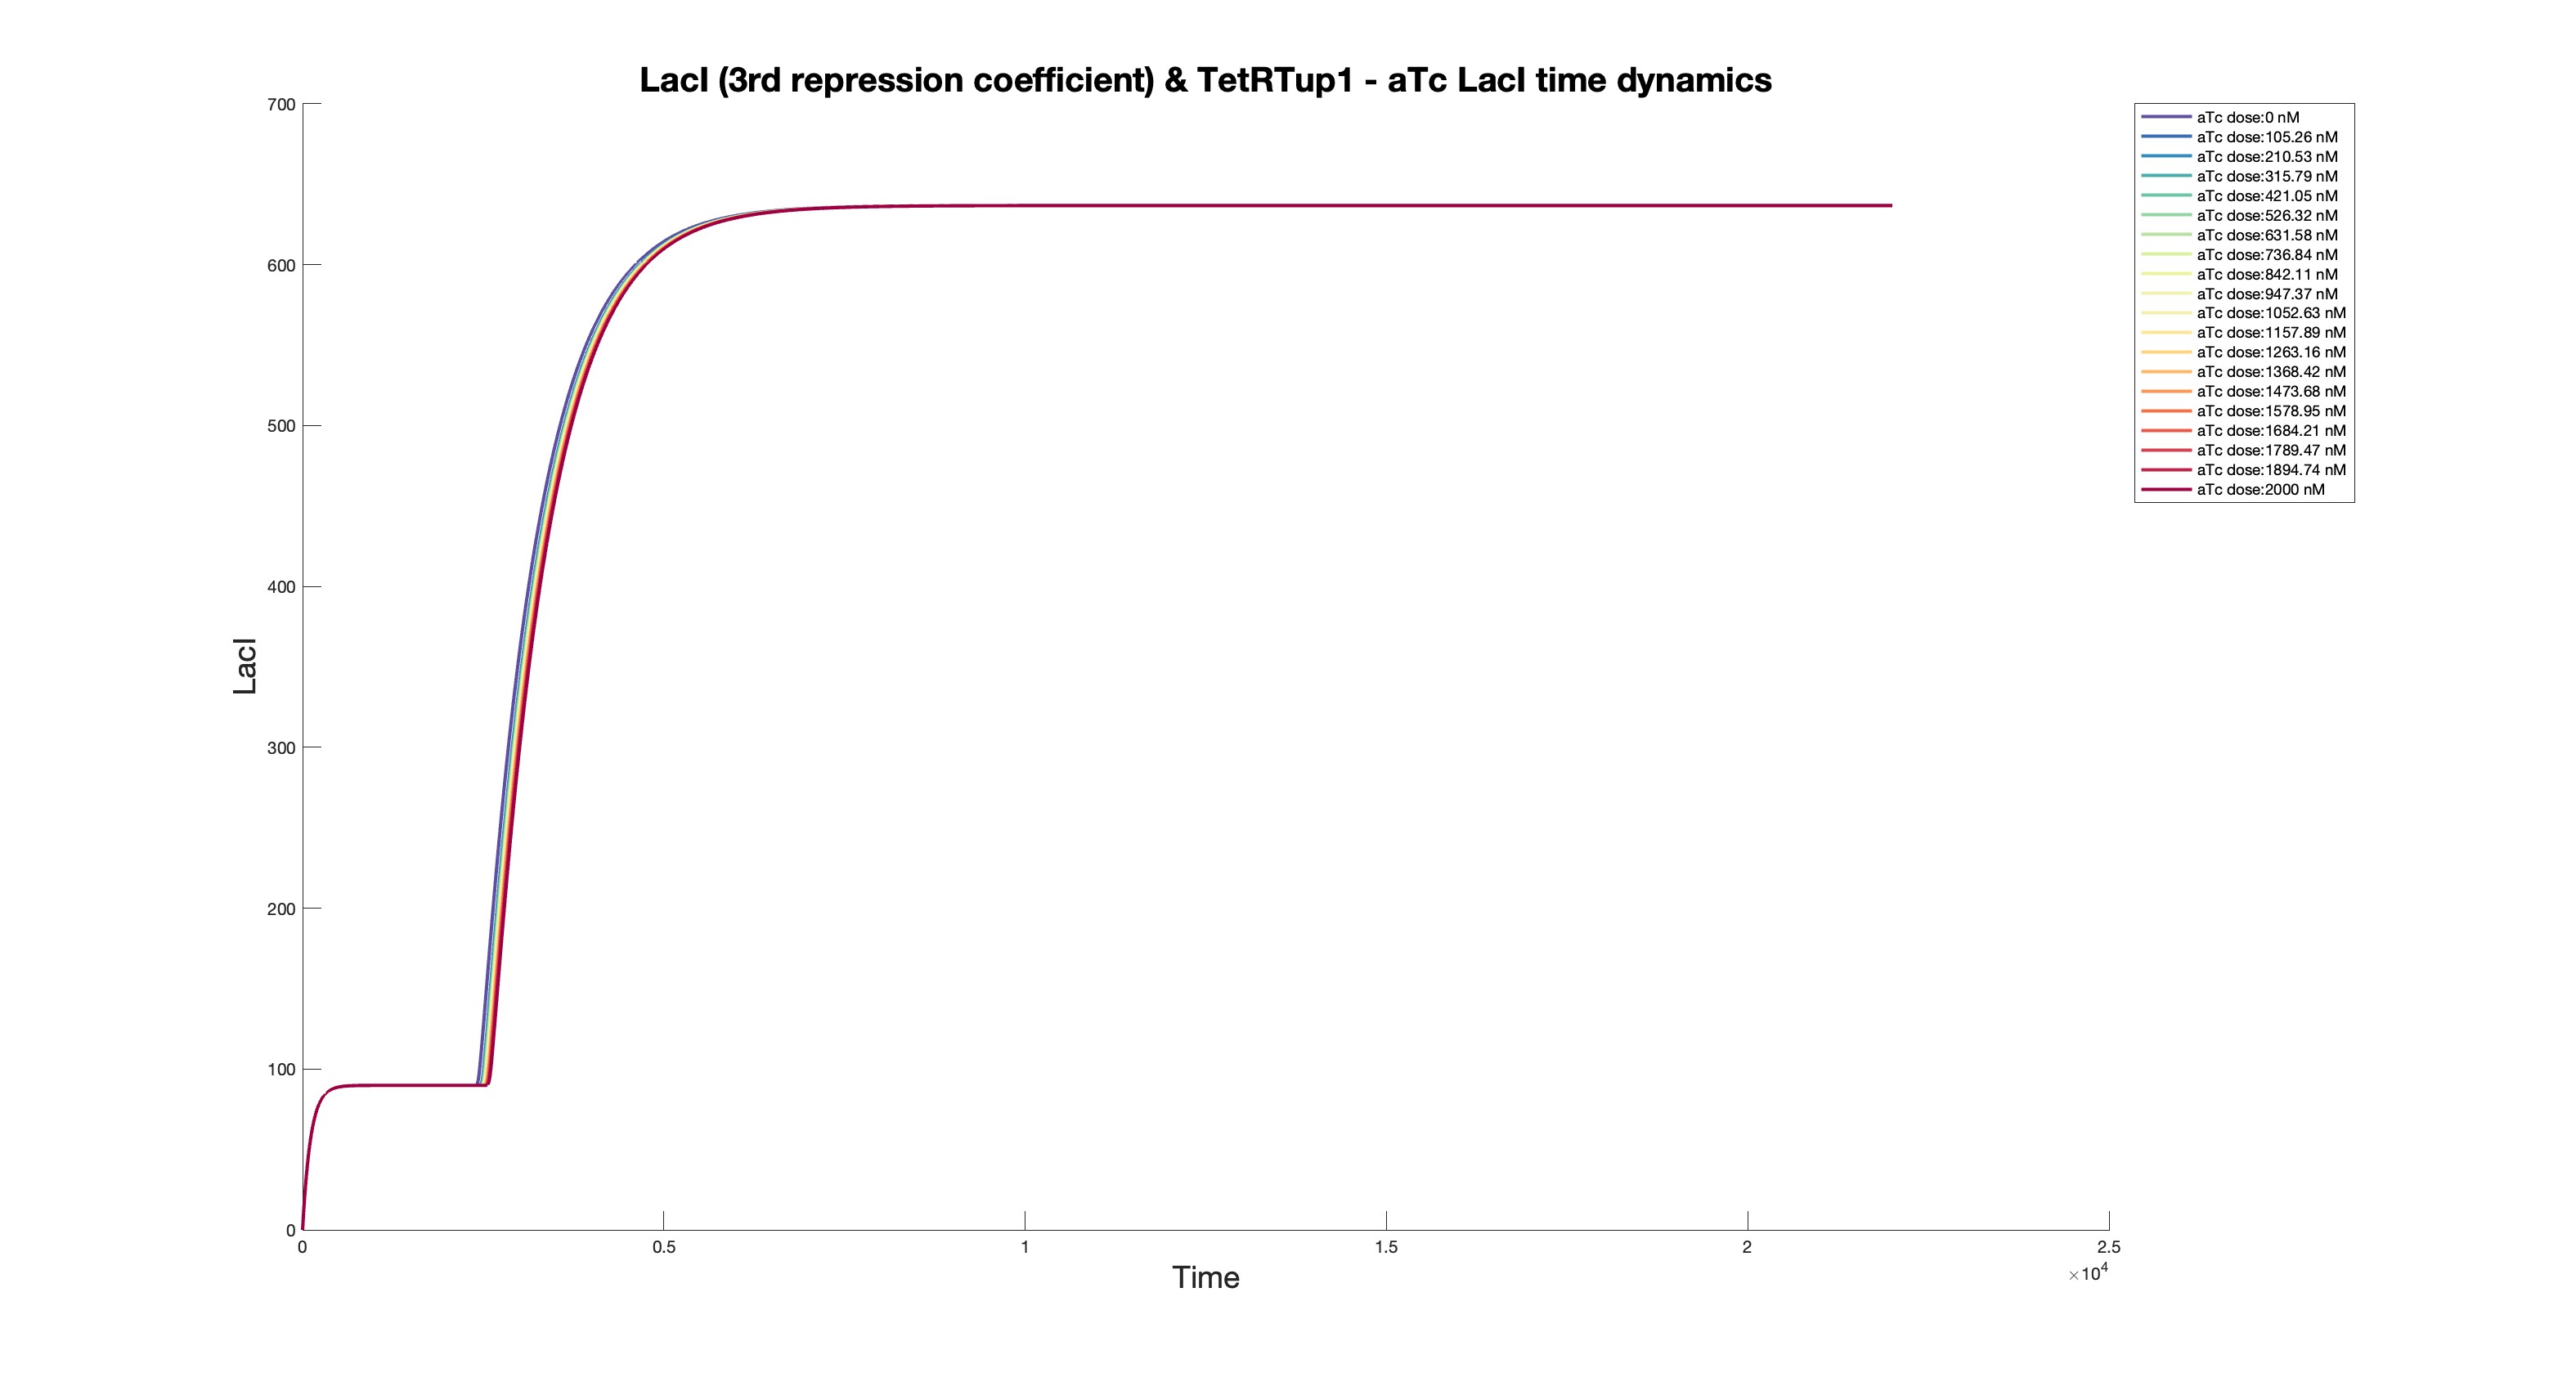 LacI (3rd repression coefficient) & TetRTup1 - aTc LacI time dynamics
700
600
500
400
300
200
100
0
LacI
0 0.5 1 1.5 2 2.5
×10^4
Time
aTc dose:0 nM
aTc dose:105.26 nM
aTc dose:210.53 nM
aTc dose:315.79 nM
aTc dose:421.05 nM
aTc dose:526.32 nM
aTc dose:631.58 nM
aTc dose:736.84 nM
aTc dose:842.11 nM
aTc dose:947.37 nM
aTc dose:1052.63 nM
aTc dose:1157.89 nM
aTc dose:1263.16 nM
aTc dose:1368.42 nM
aTc dose:1473.68 nM
aTc dose:1578.95 nM
aTc dose:1684.21 nM
aTc dose:1789.47 nM
aTc dose:1894.74 nM
aTc dose:2000 nM